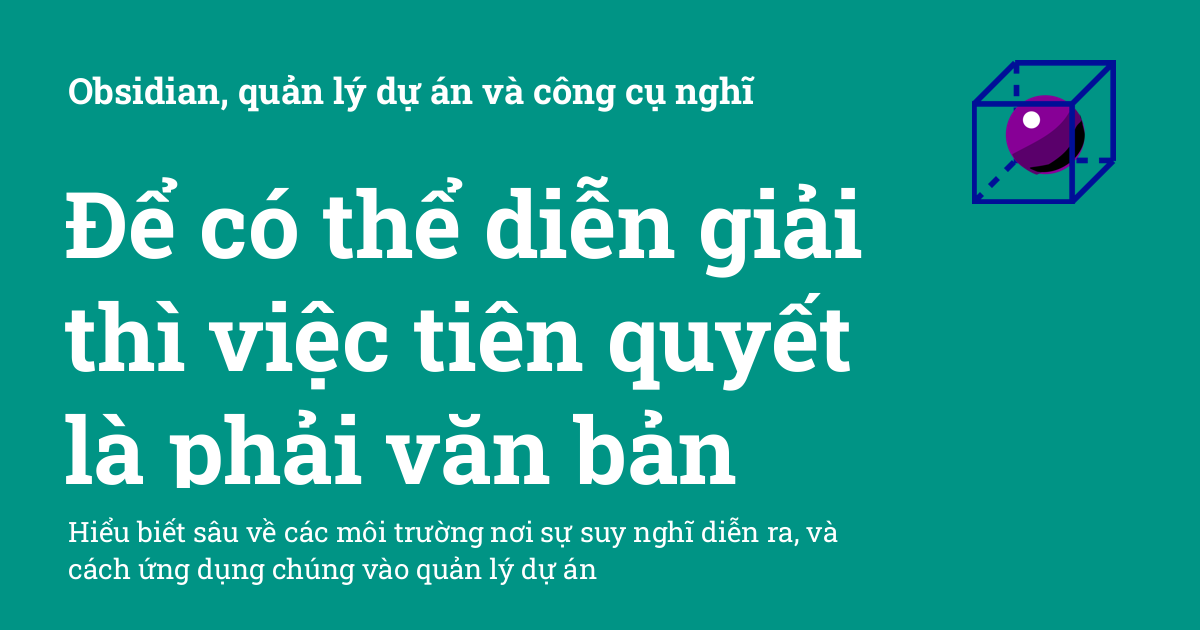 Obsidian, quản lý dự án và công cụ nghĩ
Để có thể diễn giải
thì việc tiên quyết
là phải văn bản
Hiểu biết sâu về các môi trường nơi sự suy nghĩ diễn ra, và
cách ứng dụng chúng vào quản lý dự án